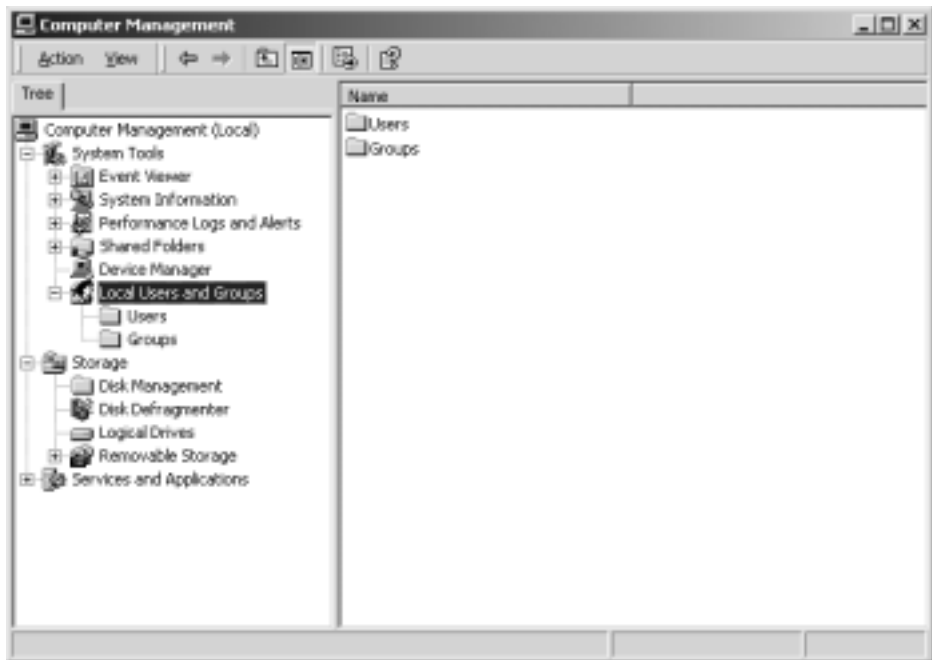 Computer Management
Action View
Tree
Name
Computer Management (Local)
System Tools
Event Viewer
System Information
Performance Logs and Alerts
Shared Folders
Device Manager
Local Users and Groups
Users
Groups
Storage
Disk Management
Disk Defragmenter
Logical Drives
Removable Storage
Services and Applications
Users
Groups